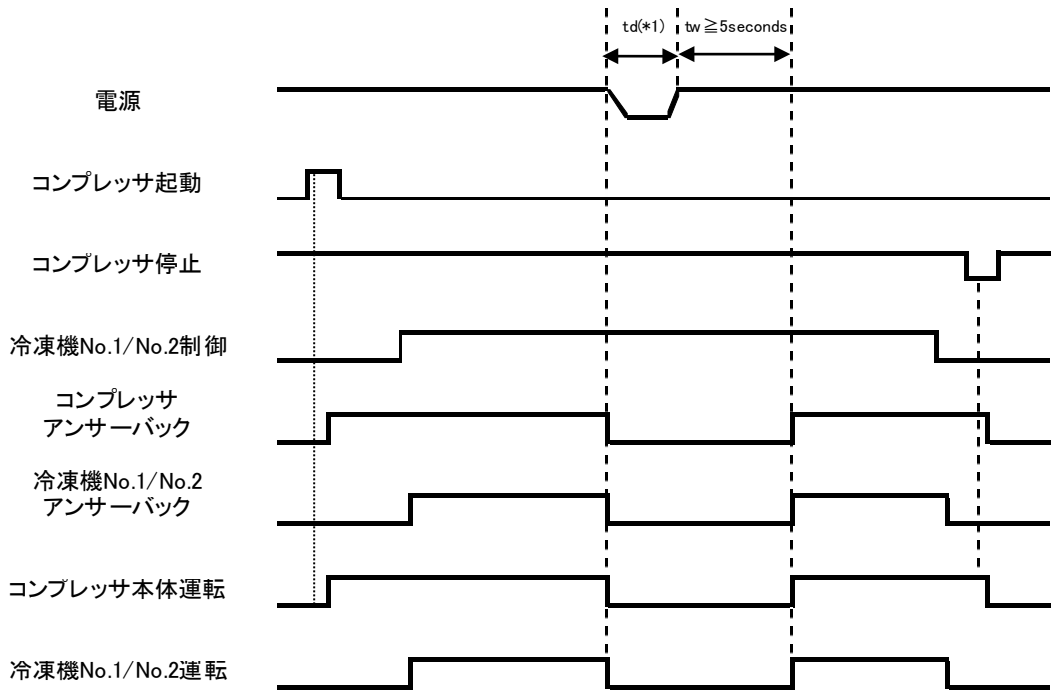 td(*1) tw≧5seconds
電源
コンプレッサ起動
コンプレッサ停止
冷凍機No.1/No.2制御
コンプレッサ
アンサーバック
冷凍機No.1/No.2
アンサーバック
コンプレッサ本体運転
冷凍機No.1/No.2運転